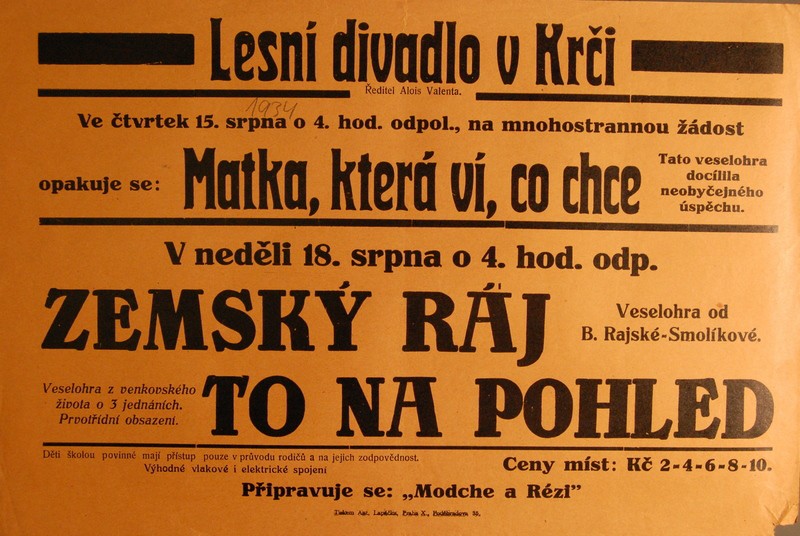 Lesní divadlo v Krči
Ředitel Alois Valenta.
1934
Ve čtvrtek 15. srpna o 4. hod. odpol., na mnohostrannou žádost
opakuje se: Matka, která ví, co chce
Tato veselohra
docílila
neobyčejného
úspěchu.
V neděli 18. srpna o 4. hod. odp.
ZEMSKÝ RÁJ
Veselohra od
B. Rajské-Smolíkové.
Veselohra z venkovského
života o 3 jednáních.
Prvotřídní obsazení.
TO NA POHLED
Děti školou povinné mají přístup pouze v průvodu rodičů a na jejich zodpovědnost.
Výhodné vlakové i elektrické spojení
Ceny míst: Kč 2-4-6-8-10.
Připravuje se: „Modche a Rézi"
Tiskem Ant. Lapáčka, Praha X.,